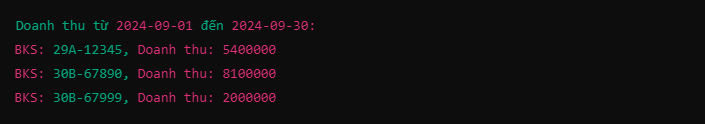 Doanh thu từ 2024-09-01 đến 2024-09-30:
BKS: 29A-12345, Doanh thu: 5400000
BKS: 30B-67890, Doanh thu: 8100000
BKS: 30B-67999, Doanh thu: 2000000